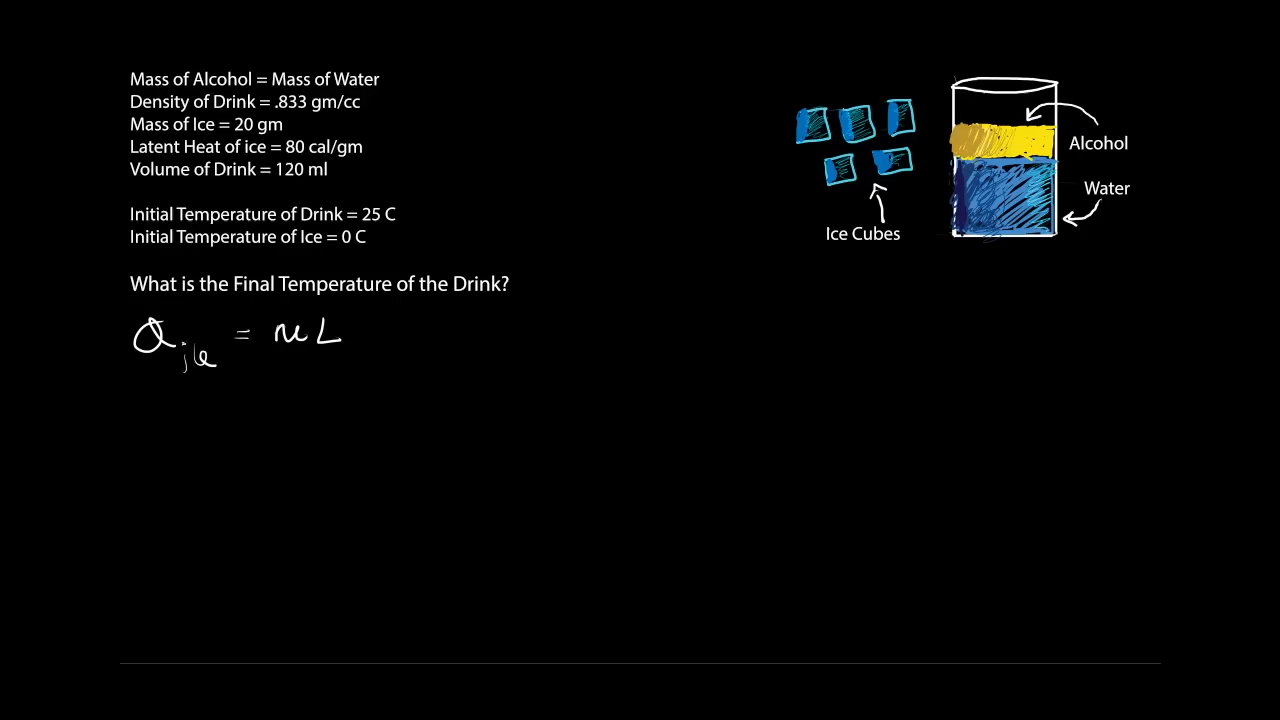 Mass of Alcohol = Mass of Water
Density of Drink = .833 gm/cc
Mass of Ice = 20 gm
Latent Heat of ice = 80 cal/gm
Volume of Drink = 120 ml
Initial Temperature of Drink = 25 C
Initial Temperature of Ice = 0 C
What is the Final Temperature of the Drink?
Q ice = m L
Alcohol
Water
Ice Cubes